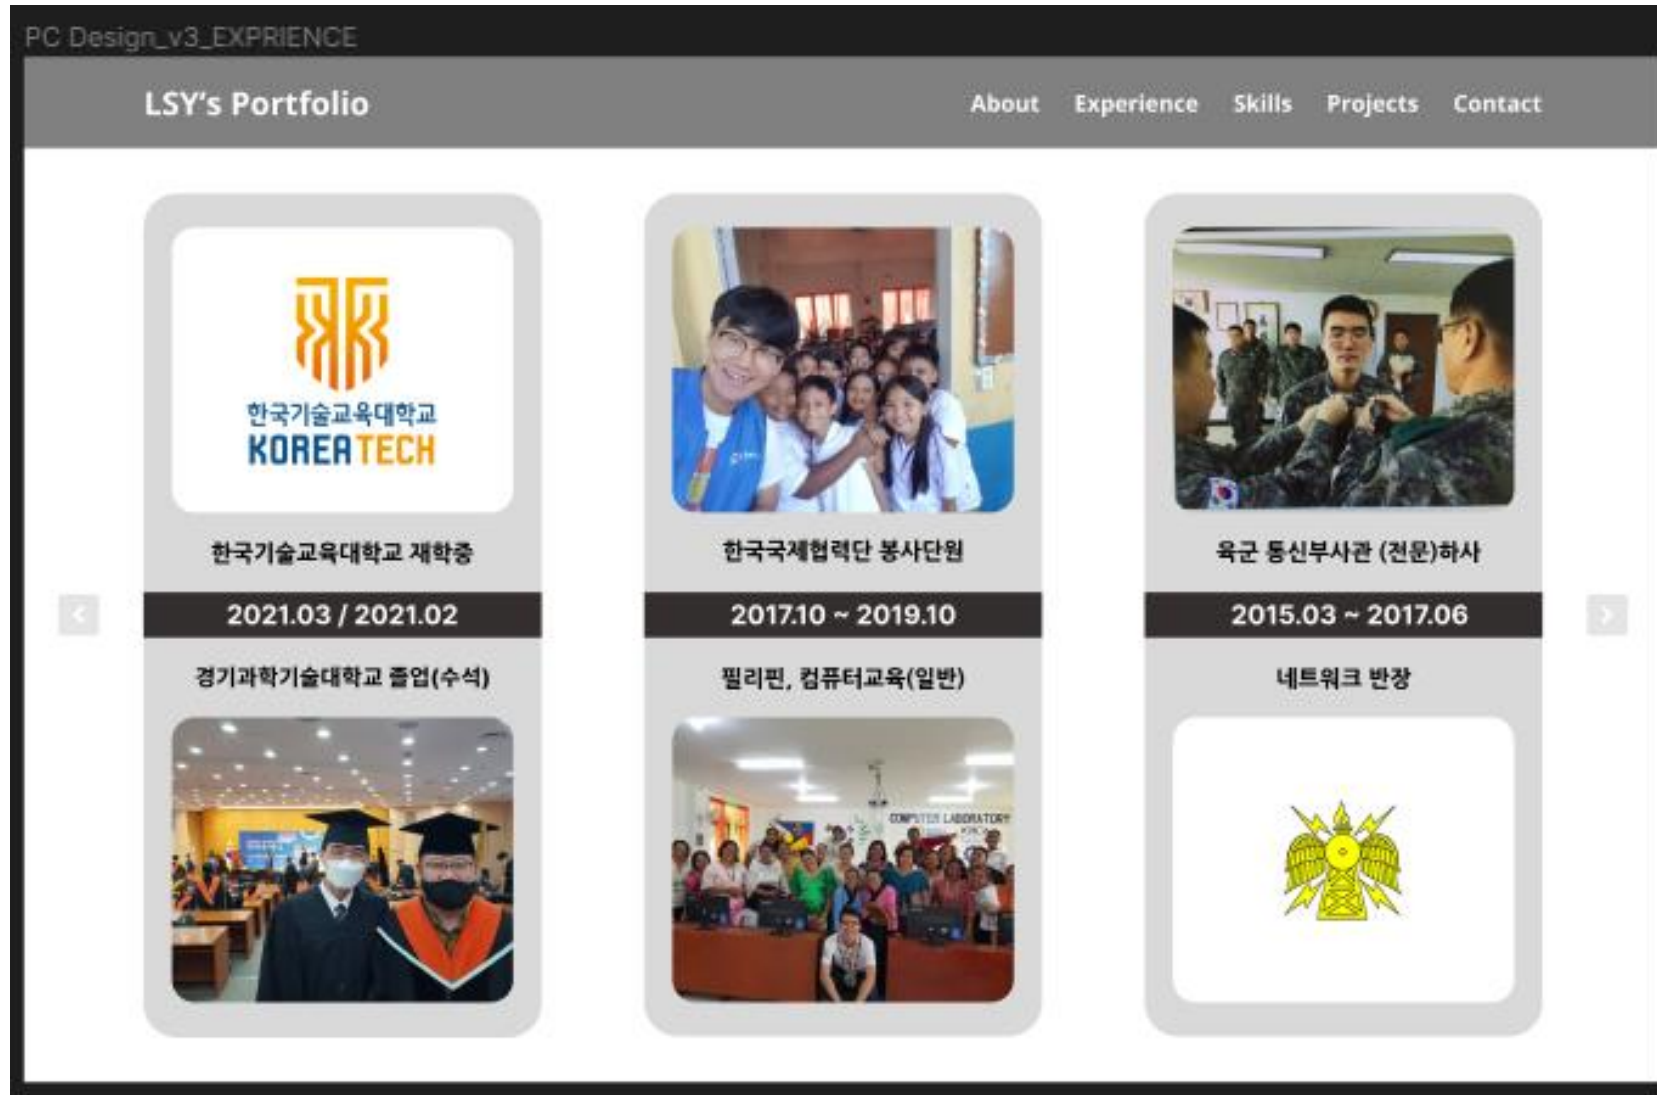 PC Design_v3_EXPRIENCE
LSY's Portfolio
About Experience Skills Projects Contact
한국기술교육대학교
KOREATECH
한국기술교육대학교 재학중
2021.03 / 2021.02
경기과학기술대학교 졸업(수석)
한국국제협력단 봉사단원
2017.10 ~ 2019.10
필리핀, 컴퓨터교육(일반)
COMPUTER LABORATORY
육군 통신부사관 (전문)하사
2015.03 ~ 2017.06
네트워크 반장